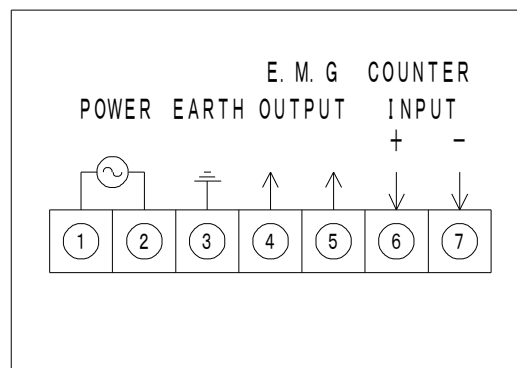 E. M. G COUNTER
POWER EARTH OUTPUT INPUT
+ −
1 2 3 4 5 6 7